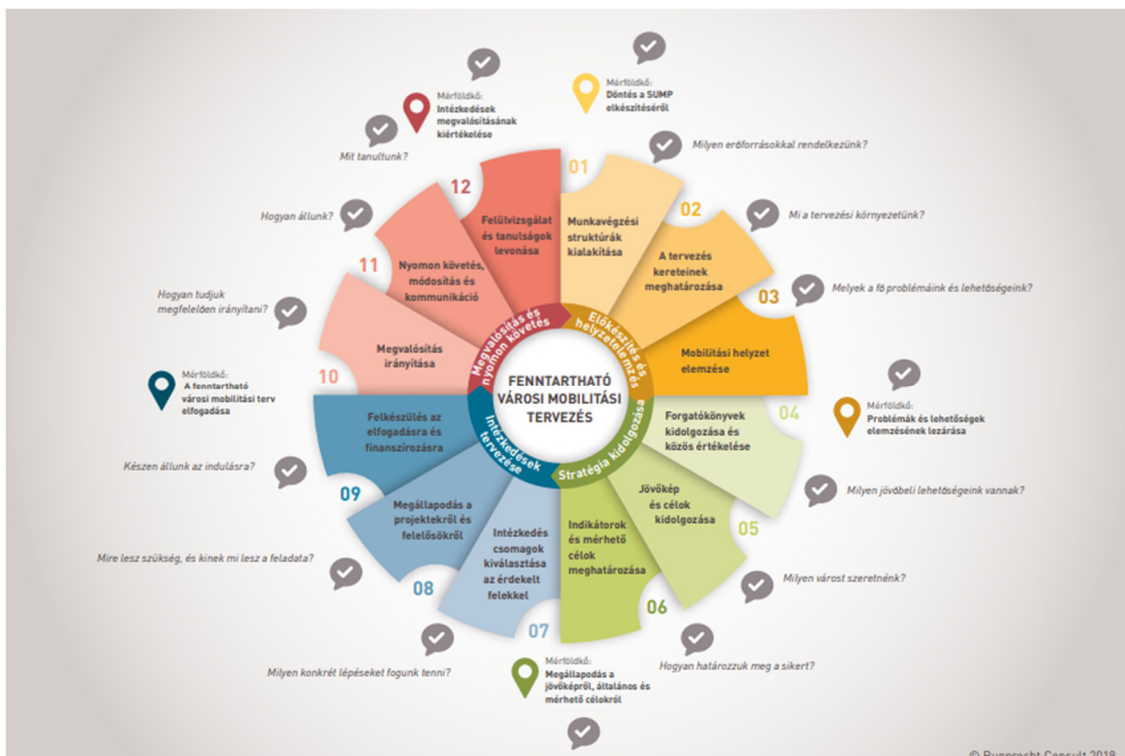 Mérföldkő:
Intézkedések
megvalósításának
kiértékelése
Mérföldkő:
Döntés a SUMP
elkészítéséről
Mit tanultunk?
Milyen erőforrásokkal rendelkezünk?
Hogyan állunk?
Mi a tervezési környezetünk?
Hogyan tudjuk
megfelelően irányítani?
Melyek a fő problémáink és lehetőségeink?
01
Munkavégzési
struktúrák
kialakítása
02
A tervezés
kereteinek
meghatározása
03
Mobilitási helyzet
elemzése
Mérföldkő:
Problémák és lehetőségek
elemzésének lezárása
04
Forgatókönyvek
kidolgozása és
közös értékelése
Milyen jövőbeli lehetőségeink vannak?
05
Jövőkép
és célok
kidolgozása
Milyen várost szeretnénk?
06
Indikátorok
és mérhető
célok
meghatározása
Hogyan határozzuk meg a sikert?
Mérföldkő:
Megállapodás a
jövőképről, általános és
mérhető célokról
07
Intézkedés
csomagok
kiválasztása
az érdekelt
felekkel
Milyen konkrét lépéseket fogunk tenni?
08
Megállapodás a
projektekről és
felelősökről
Mire lesz szükség, és kinek mi lesz a feladata?
09
Felkészülés az
elfogadásra és
finanszírozásra
Készen állunk az indulásra?
Mérföldkő:
A fenntartható
városi mobilitási terv
elfogadása
10
Megvalósítás
irányítása
11
Nyomon követés,
módosítás és
kommunikáció
12
Felülvizsgálat
és tanulságok
levonása
Előkészítés és
helyzetelemzés
Stratégia kidolgozása
Intézkedések
tervezése
Megvalósítás és
nyomon követés
FENNTARTHATÓ
VÁROSI MOBILITÁSI
TERVEZÉS
© Rupprecht Consult 2019